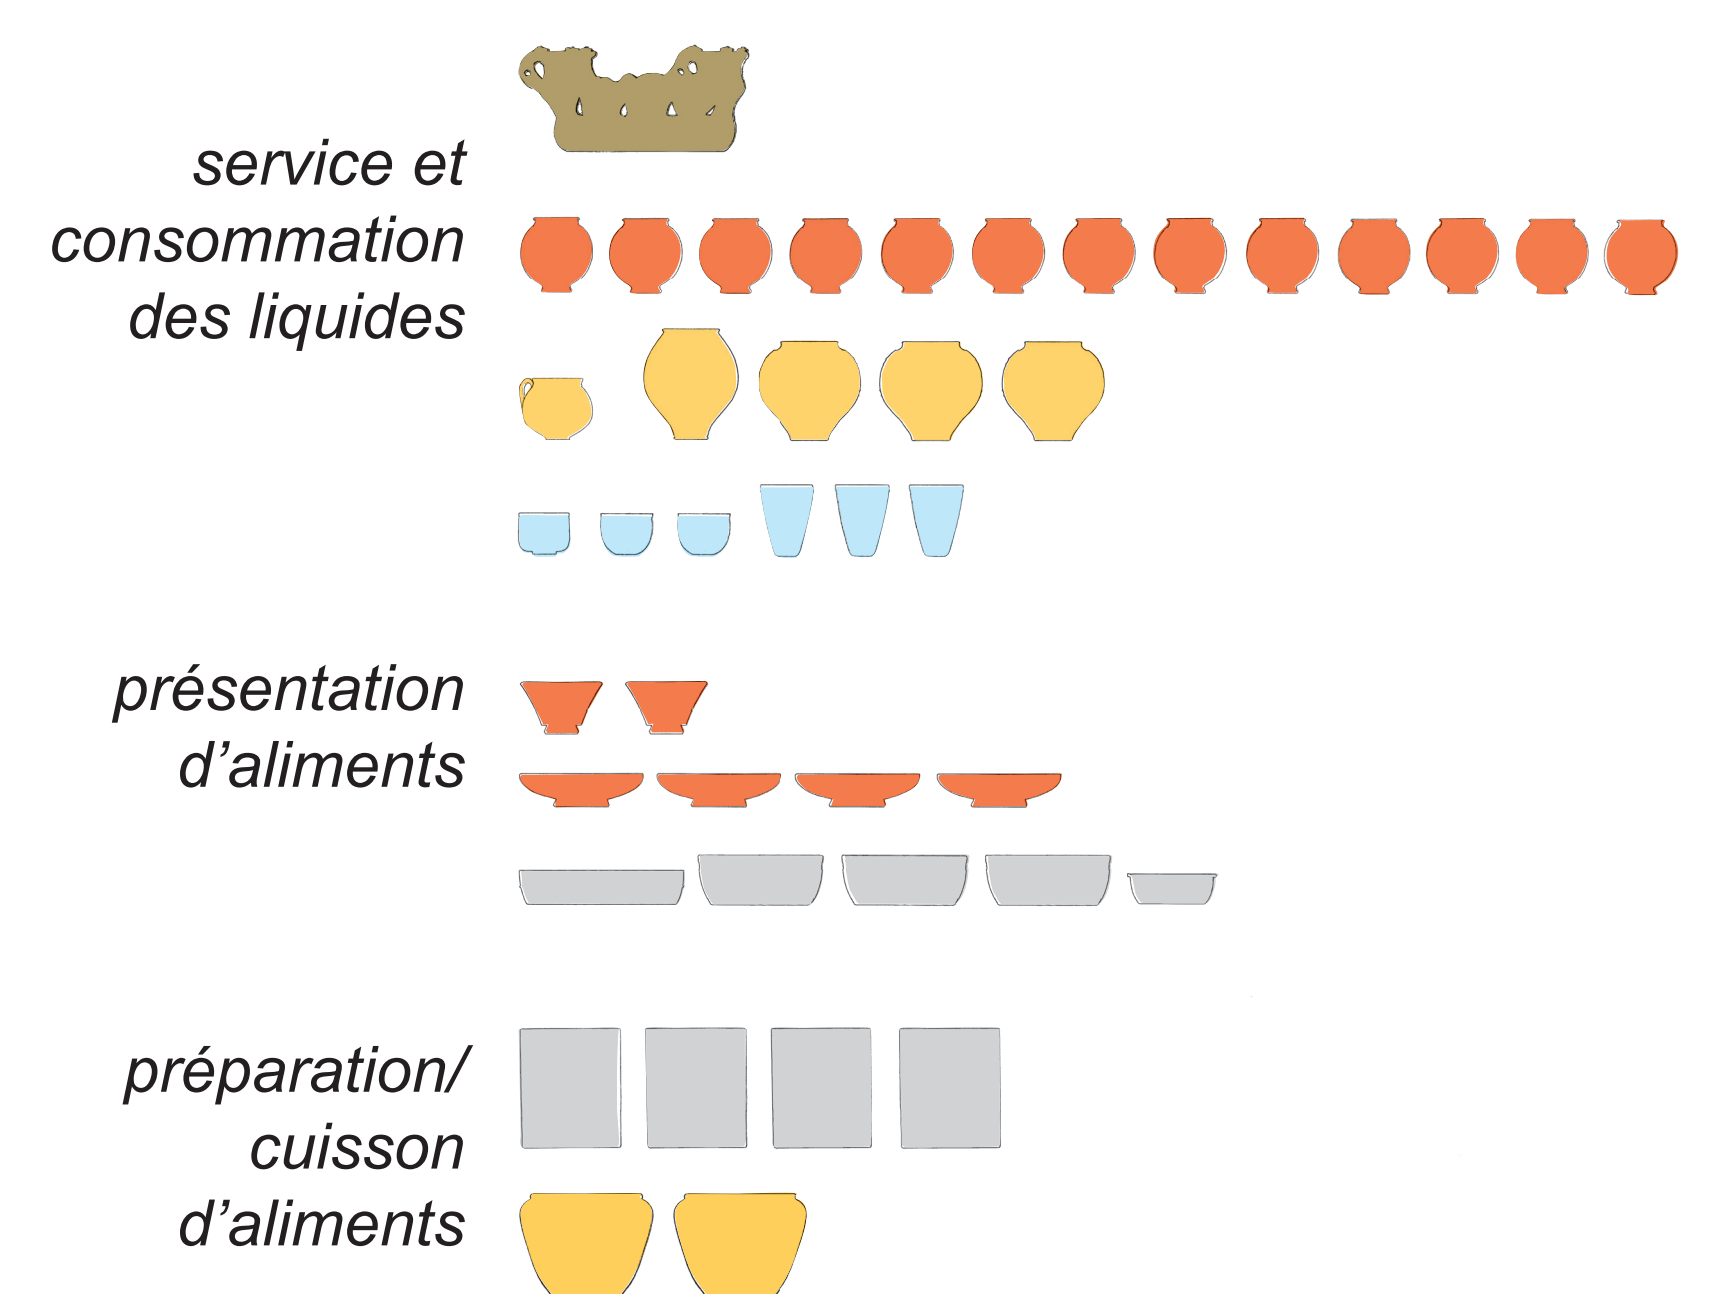 service et
consommation
des liquides
présentation
d’aliments
préparation/
cuisson
d’aliments